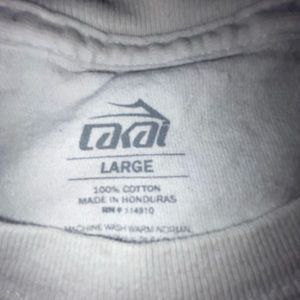 Lakai
LARGE
100% COTTON
MADE IN HONDURAS
RN# 114910
MACHINE WASH WARM NORMAL